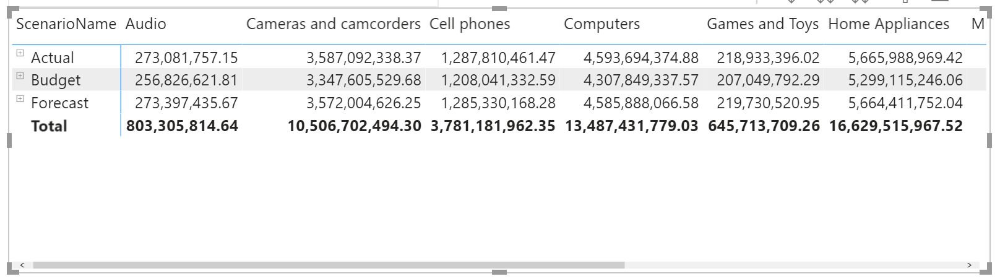 ScenarioName Audio Cameras and camcorders Cell phones Computers Games and Toys Home Appliances M
Actual 273,081,757.15 3,587,092,338.37 1,287,810,461.47 4,593,694,374.88 218,933,396.02 5,665,988,969.42
Budget 256,826,621.81 3,347,605,529.68 1,208,041,332.59 4,307,849,337.57 207,049,792.29 5,299,115,246.06
Forecast 273,397,435.67 3,572,004,626.25 1,285,330,168.28 4,585,888,066.58 219,730,520.95 5,664,411,752.04
Total 803,305,814.64 10,506,702,494.30 3,781,181,962.35 13,487,431,779.03 645,713,709.26 16,629,515,967.52